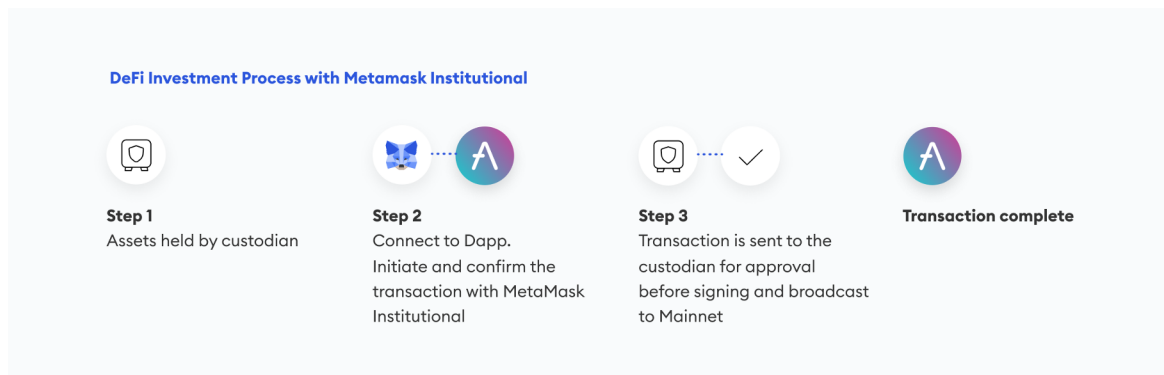 DeFi Investment Process with Metamask Institutional
Step 1
Assets held by custodian
Step 2
Connect to Dapp.
Initiate and confirm the
transaction with MetaMask
Institutional
Step 3
Transaction is sent to the
custodian for approval
before signing and broadcast
to Mainnet
Transaction complete